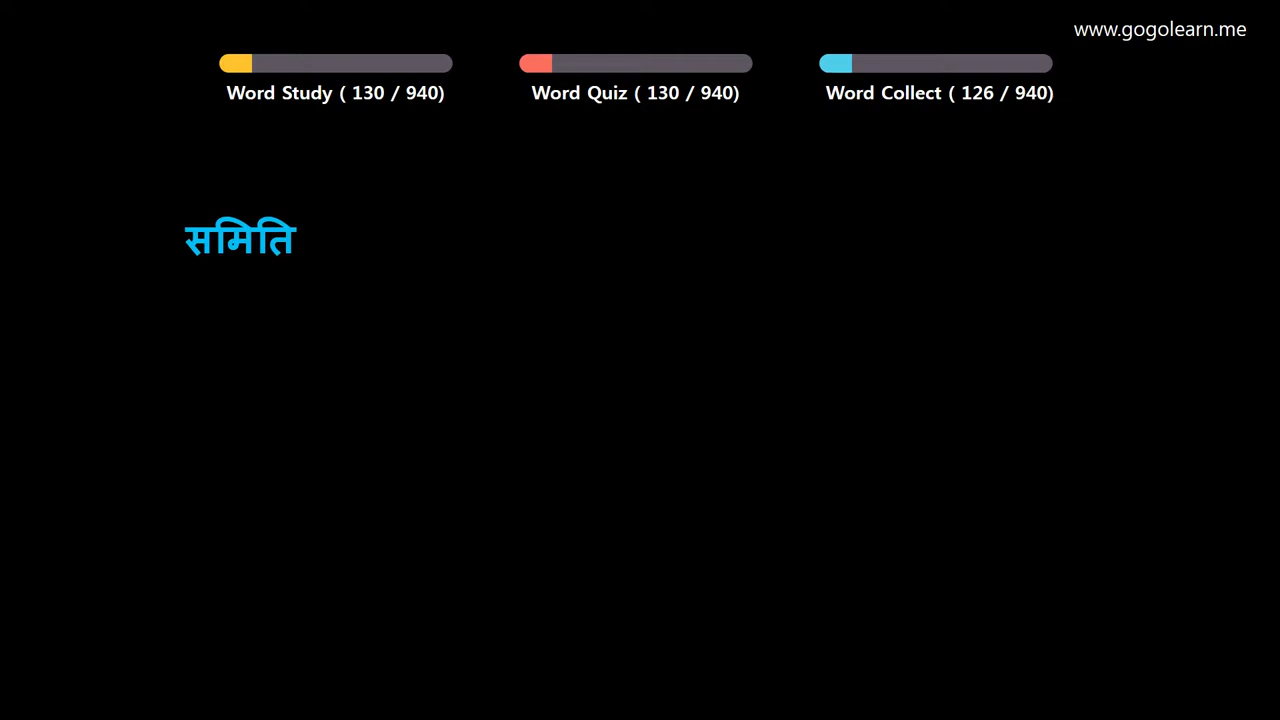 www.gogolearn.me
Word Study ( 130 / 940)
Word Quiz ( 130 / 940)
Word Collect ( 126 / 940)
समिति